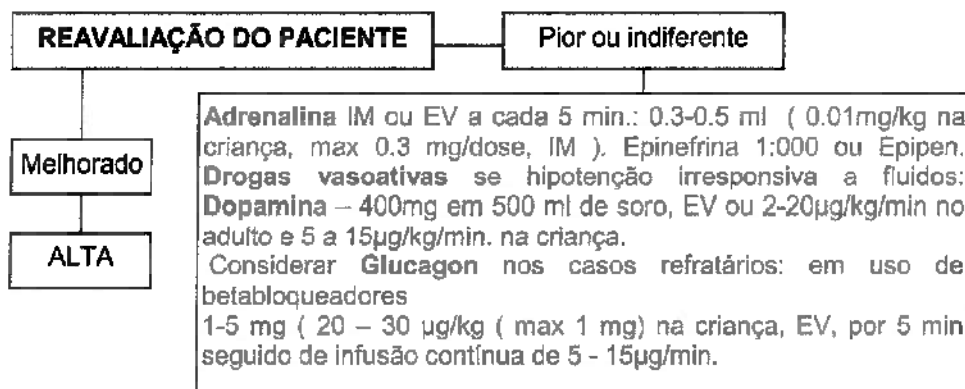 REAVALIAÇÃO DO PACIENTE
Pior ou indiferente
Melhorado
ALTA
Adrenalina IM ou EV a cada 5 min.: 0.3-0.5 ml ( 0.01mg/kg na
criança, max 0.3 mg/dose, IM ). Epinefrina 1:000 ou Epipen.
Drogas vasoativas se hipotenção irresponsiva a fluidos:
Dopamina – 400mg em 500 ml de soro, EV ou 2-20µg/kg/min no
adulto e 5 a 15µg/kg/min. na criança.
Considerar Glucagon nos casos refratários: em uso de
betabloqueadores
1-5 mg ( 20 – 30 µg/kg ( max 1 mg) na criança, EV, por 5 min
seguido de infusão contínua de 5 - 15µg/min.